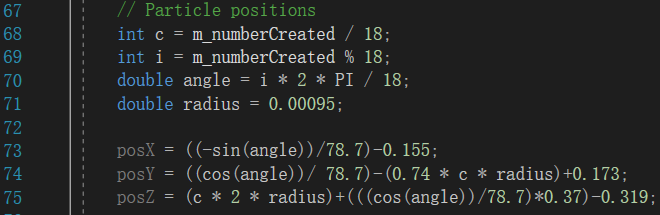 67 // Particle positions
68 int c = m_numberCreated / 18;
69 int i = m_numberCreated % 18;
70 double angle = i * 2 * PI / 18;
71 double radius = 0.00095;
72
73 posX = ((-sin(angle))/78.7)-0.155;
74 posY = ((cos(angle))/ 78.7)-(0.74 * c * radius)+0.173;
75 posZ = (c * 2 * radius)+(((cos(angle))/78.7)*0.37)-0.319;